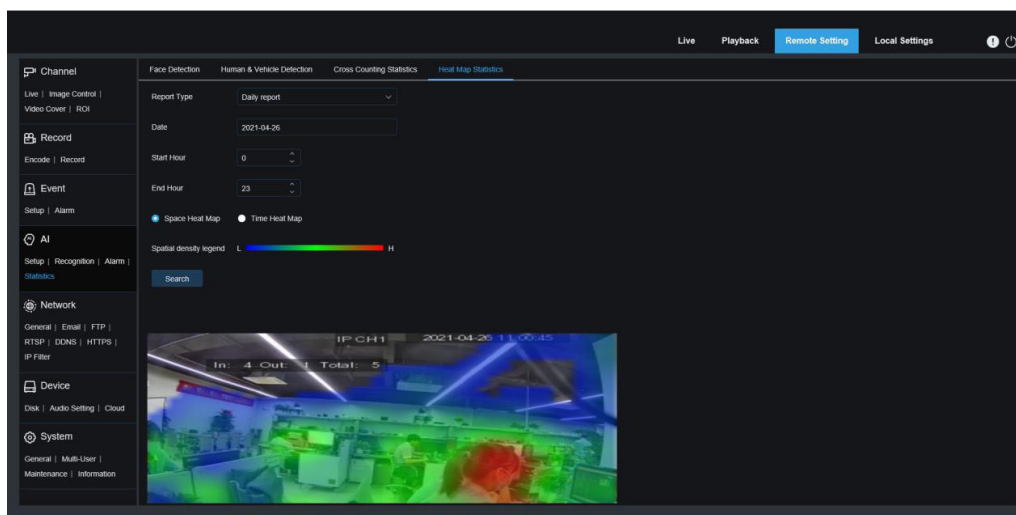 Live Playback Remote Setting Local Settings
Channel
Live | Image Control |
Video Cover | ROI
Record
Encode | Record
Event
Setup | Alarm
AI
Setup | Recognition | Alarm |
Statistics
Network
General | Email | FTP |
RTSP | DDNS | HTTPS |
IP Filter
Device
Disk | Audio Setting | Cloud
System
General | Multi-User |
Maintenance | Information
Face Detection Human & Vehicle Detection Cross Counting Statistics Heat Map Statistics
Report Type Daily report
Date 2021-04-26
Start Hour 0
End Hour 23
Space Heat Map Time Heat Map
Spatial density legend L H
Search
IP CH1 2021-04-26 11:00:45
In: 4 Out: 1 Total: 5